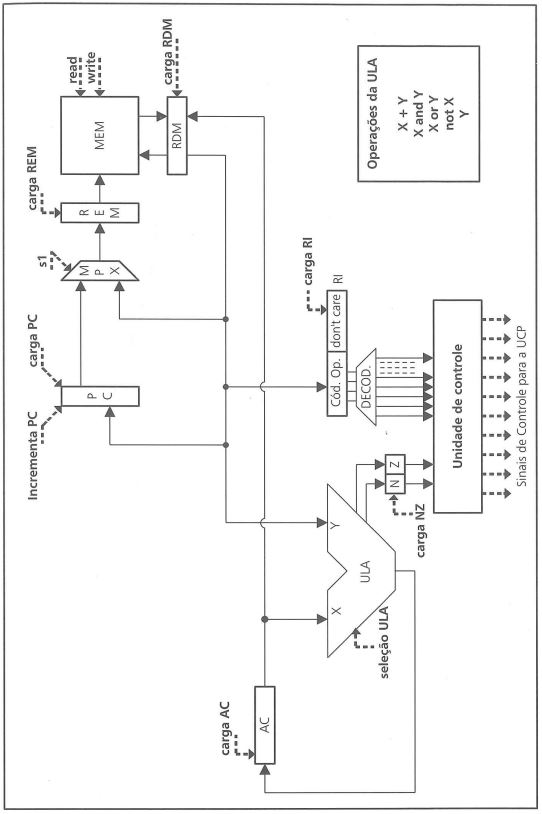 Incrementa PC
carga PC
s1
carga REM
P
C
M
P
X
R
E
M
MEM
read
write
carga RDM
RDM
carga AC
AC
X
Y
ULA
seleção ULA
carga RI
Cód. Op.
don't care
RI
DECOD.
N
Z
carga NZ
Unidade de controle
Sinais de Controle para a UCP
Operações da ULA
X + Y
X and Y
X or Y
not X
Y